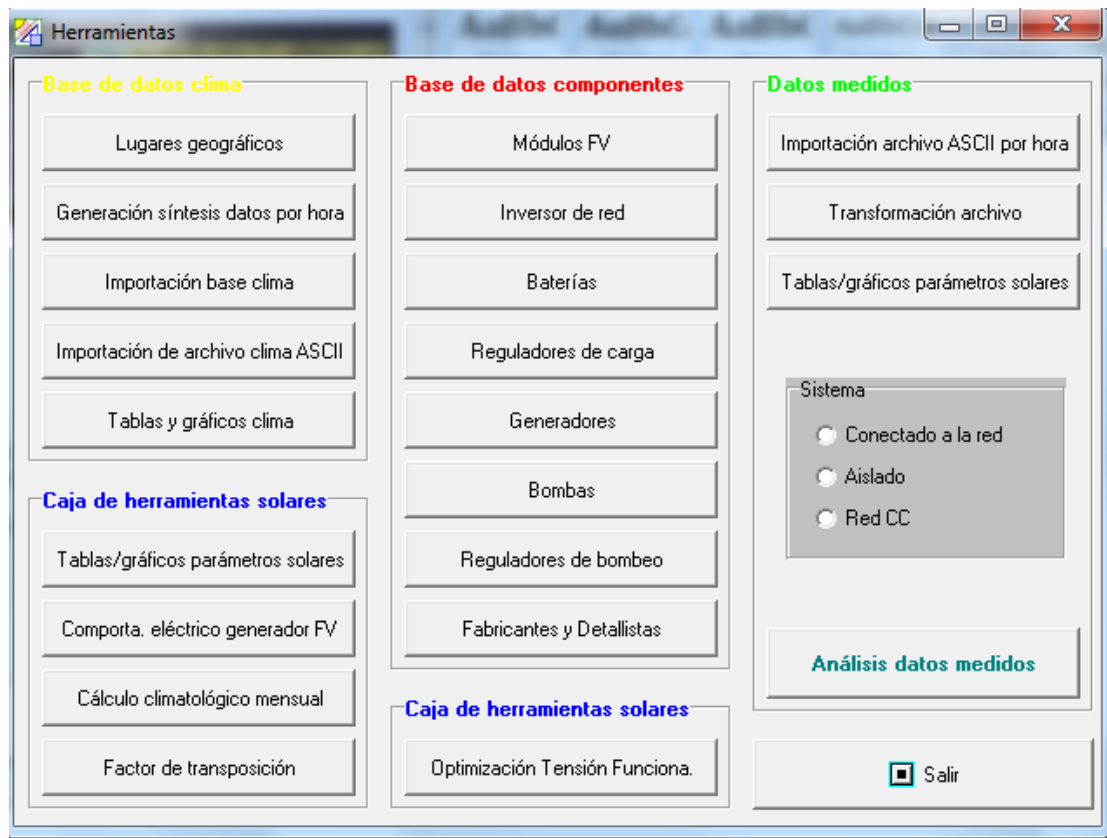 Herramientas
Base de datos clima
Lugares geográficos
Generación síntesis datos por hora
Importación base clima
Importación de archivo clima ASCII
Tablas y gráficos clima
Caja de herramientas solares
Tablas/gráficos parámetros solares
Comporta. eléctrico generador FV
Cálculo climatológico mensual
Factor de transposición
Base de datos componentes
Módulos FV
Inversor de red
Baterías
Reguladores de carga
Generadores
Bombas
Reguladores de bombeo
Fabricantes y Detallistas
Caja de herramientas solares
Optimización Tensión Funciona.
Datos medidos
Importación archivo ASCII por hora
Transformación archivo
Tablas/gráficos parámetros solares
Sistema
Conectado a la red
Aislado
Red CC
Análisis datos medidos
Salir